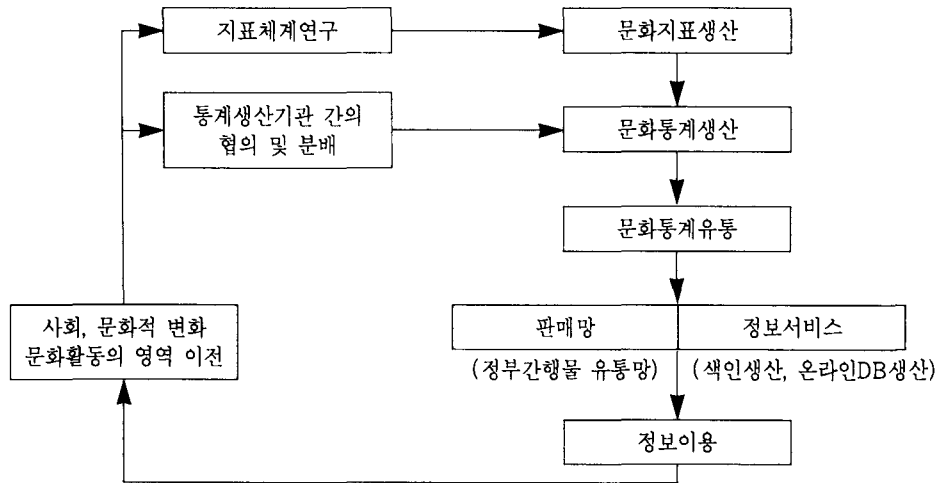 지표체계연구
문화지표생산
통계생산기관 간의
협의 및 분배
문화통계생산
문화통계유통
사회, 문화적 변화
문화활동의 영역 이전
판매망
정보서비스
(정부간행물 유통망)
(색인생산, 온라인DB생산)
정보이용